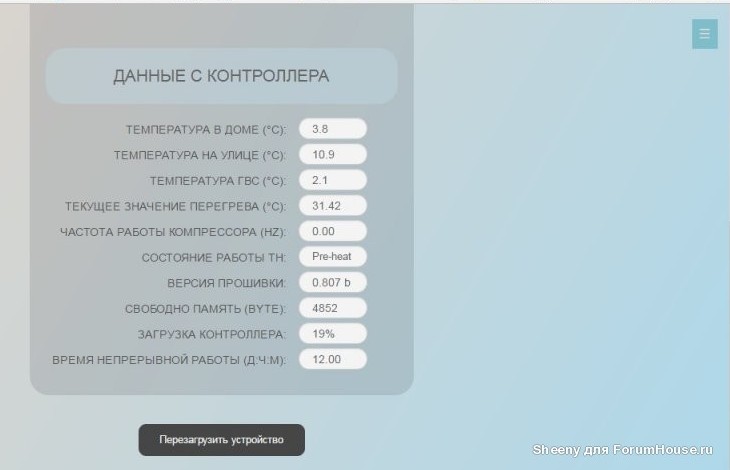 ДАННЫЕ С КОНТРОЛЛЕРА
ТЕМПЕРАТУРА В ДОМЕ (°С): 3.8
ТЕМПЕРАТУРА НА УЛИЦЕ (°С): 10.9
ТЕМПЕРАТУРА ГВС (°С): 2.1
ТЕКУЩЕЕ ЗНАЧЕНИЕ ПЕРЕГРЕВА (°С): 31.42
ЧАСТОТА РАБОТЫ КОМПРЕССОРА (HZ): 0.00
СОСТОЯНИЕ РАБОТЫ ТН: Pre-heat
ВЕРСИЯ ПРОШИВКИ: 0.807 b
СВОБОДНО ПАМЯТЬ (BYTE): 4852
ЗАГРУЗКА КОНТРОЛЛЕРА: 19%
ВРЕМЯ НЕПРЕРЫВНОЙ РАБОТЫ (Д:Ч:М): 12.00
Перезагрузить устройство
Sheeny для ForumHouse.ru